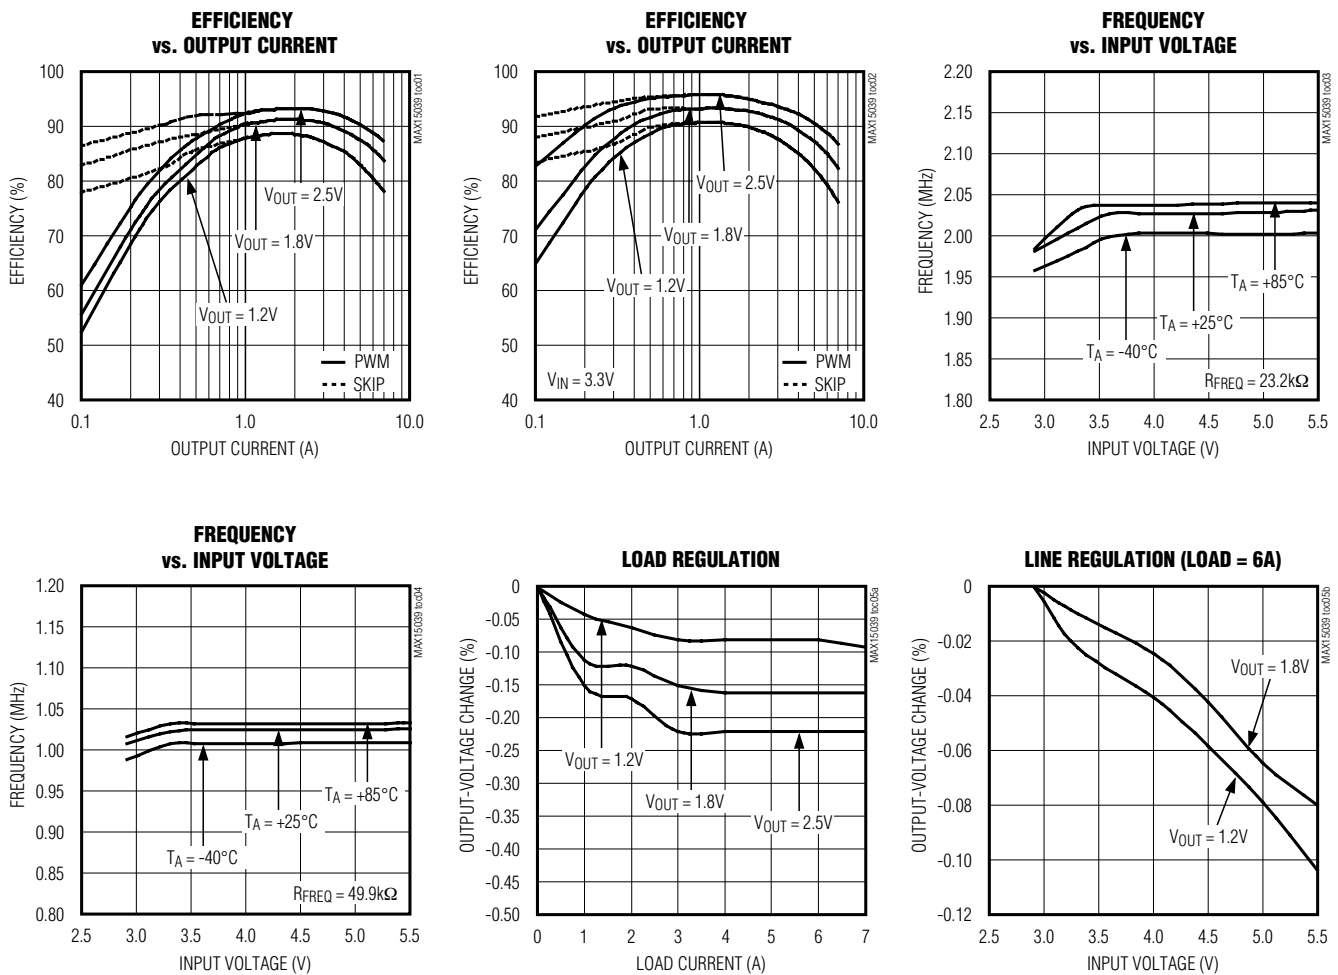 EFFICIENCY
vs. OUTPUT CURRENT
100
90
80
70
60
50
40
EFFICIENCY (%)
0.1
1.0
10.0
OUTPUT CURRENT (A)
VOUT = 2.5V
VOUT = 1.8V
VOUT = 1.2V
PWM
SKIP
MAX15039 toc01
EFFICIENCY
vs. OUTPUT CURRENT
100
90
80
70
60
50
40
EFFICIENCY (%)
0.1
1.0
10.0
OUTPUT CURRENT (A)
VOUT = 2.5V
VOUT = 1.8V
VOUT = 1.2V
VIN = 3.3V
PWM
SKIP
MAX15039 toc02
FREQUENCY
vs. INPUT VOLTAGE
2.20
2.15
2.10
2.05
2.00
1.95
1.90
1.85
1.80
FREQUENCY (MHz)
2.5
3.0
3.5
4.0
4.5
5.0
5.5
INPUT VOLTAGE (V)
TA = +85°C
TA = +25°C
TA = -40°C
RFREQ = 23.2kΩ
MAX15039 toc03
FREQUENCY
vs. INPUT VOLTAGE
1.20
1.15
1.10
1.05
1.00
0.95
0.90
0.85
0.80
FREQUENCY (MHz)
2.5
3.0
3.5
4.0
4.5
5.0
5.5
INPUT VOLTAGE (V)
TA = +85°C
TA = +25°C
TA = -40°C
RFREQ = 49.9kΩ
MAX15039 toc04
LOAD REGULATION
0
-0.05
-0.10
-0.15
-0.20
-0.25
-0.30
-0.35
-0.40
-0.45
-0.50
OUTPUT-VOLTAGE CHANGE (%)
0
1
2
3
4
5
6
7
LOAD CURRENT (A)
VOUT = 1.2V
VOUT = 1.8V
VOUT = 2.5V
MAX15039 toc05a
LINE REGULATION (LOAD = 6A)
0
-0.02
-0.04
-0.06
-0.08
-0.10
-0.12
OUTPUT-VOLTAGE CHANGE (%)
2.5
3.0
3.5
4.0
4.5
5.0
5.5
INPUT VOLTAGE (V)
VOUT = 1.8V
VOUT = 1.2V
MAX15039 toc05b